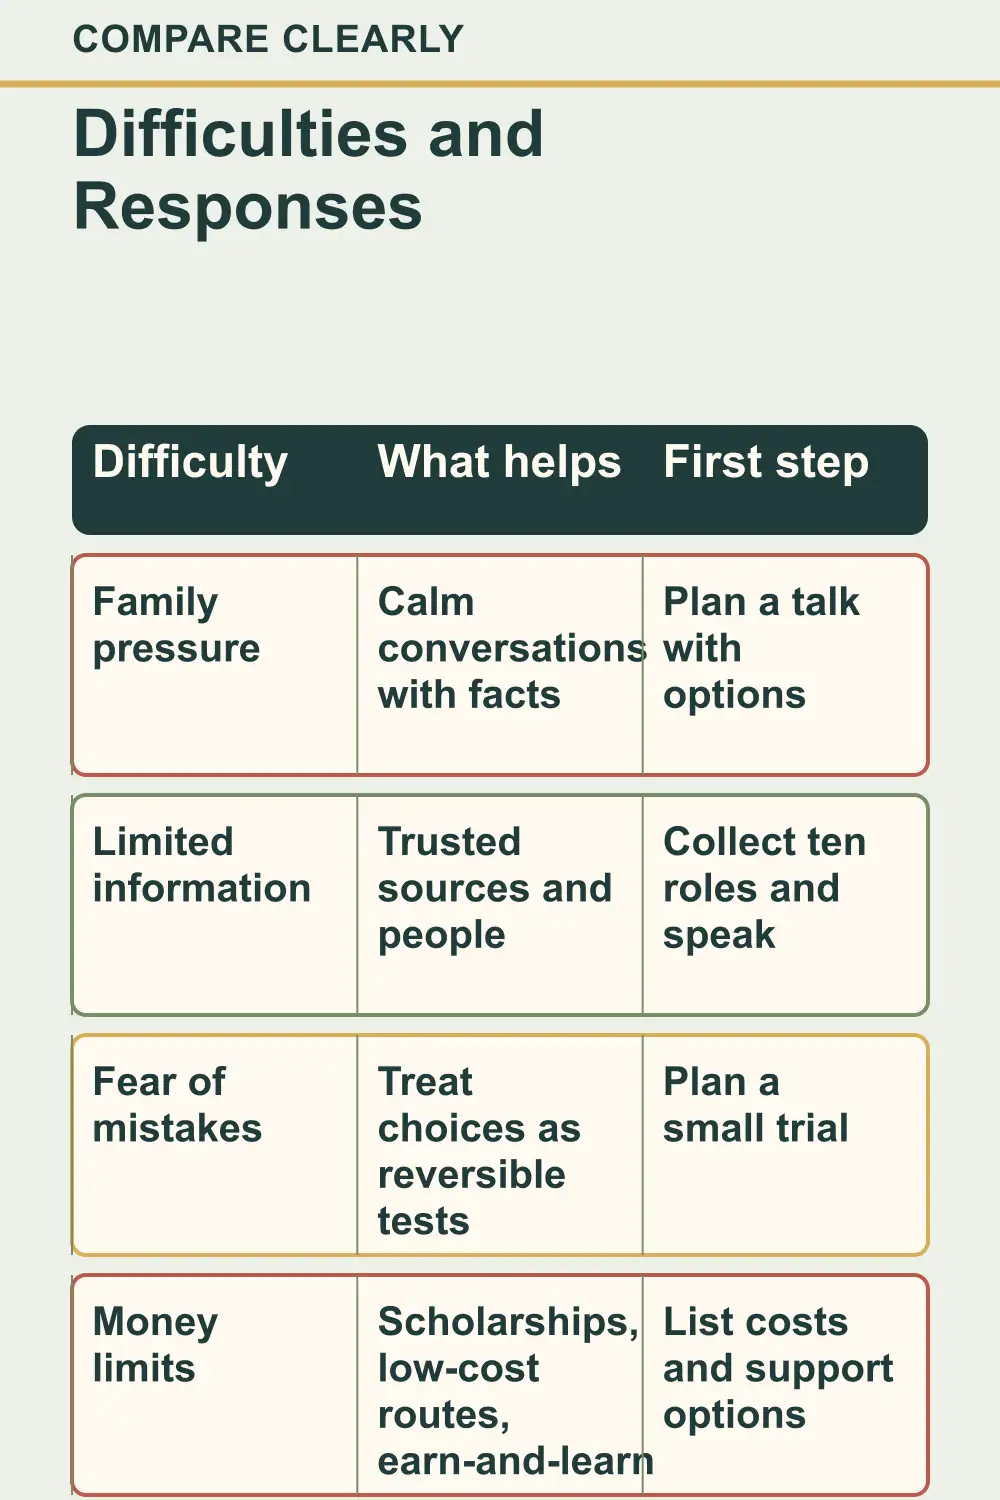 COMPARE CLEARLY
Difficulties and
Responses
Difficulty
What helps
First step
Family
pressure
Calm
conversations
with facts
Plan a talk
with
options
Limited
information
Trusted
sources and
people
Collect ten
roles and
speak
Fear of
mistakes
Treat
choices as
reversible
tests
Plan a
small trial
Money
limits
Scholarships,
low-cost
routes,
earn-and-learn
List costs
and support
options